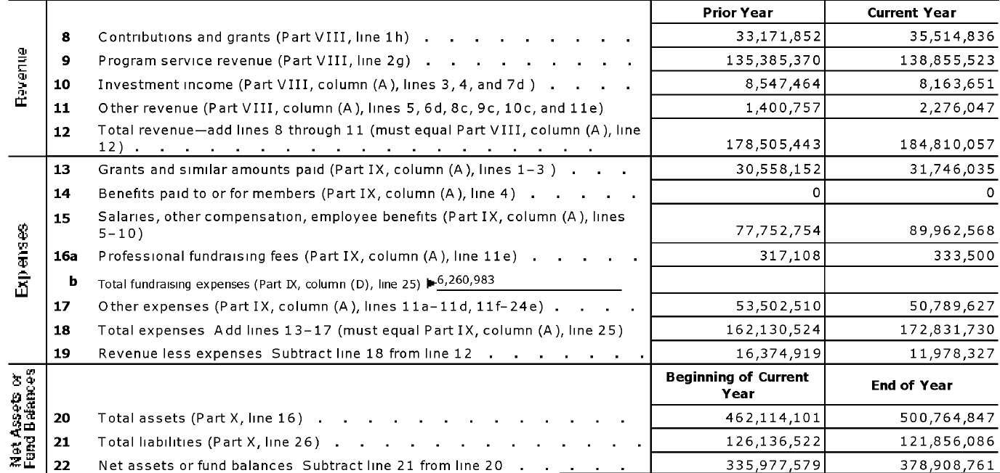 Prior Year Current Year
Revenue
8 Contributions and grants (Part VIII, line 1h) . . . . . . . . . 33,171,852 35,514,836
9 Program service revenue (Part VIII, line 2g) . . . . . . . . . 135,385,370 138,855,523
10 Investment income (Part VIII, column (A), lines 3, 4, and 7d ) . . . . 8,547,464 8,163,651
11 Other revenue (Part VIII, column (A), lines 5, 6d, 8c, 9c, 10c, and 11e) 1,400,757 2,276,047
12 Total revenue—add lines 8 through 11 (must equal Part VIII, column (A), line
12) . . . . . . . . . . . . . . . . . . . 178,505,443 184,810,057
Expenses
13 Grants and similar amounts paid (Part IX, column (A), lines 1–3 ) . . . 30,558,152 31,746,035
14 Benefits paid to or for members (Part IX, column (A), line 4) . . . . . 0 0
15 Salaries, other compensation, employee benefits (Part IX, column (A), lines
5–10) 77,752,754 89,962,568
16a Professional fundraising fees (Part IX, column (A), line 11e) . . . . . 317,108 333,500
b Total fundraising expenses (Part IX, column (D), line 25) ▶6,260,983
17 Other expenses (Part IX, column (A), lines 11a–11d, 11f–24e) . . . . 53,502,510 50,789,627
18 Total expenses Add lines 13–17 (must equal Part IX, column (A), line 25) 162,130,524 172,831,730
19 Revenue less expenses Subtract line 18 from line 12 . . . . . . . 16,374,919 11,978,327
Net Assets or
Fund Balances
Beginning of Current
Year
End of Year
20 Total assets (Part X, line 16) . . . . . . . . . . . . . 462,114,101 500,764,847
21 Total liabilities (Part X, line 26) . . . . . . . . . . . . . 126,136,522 121,856,086
22 Net assets or fund balances Subtract line 21 from line 20 . . . . . 335,977,579 378,908,761